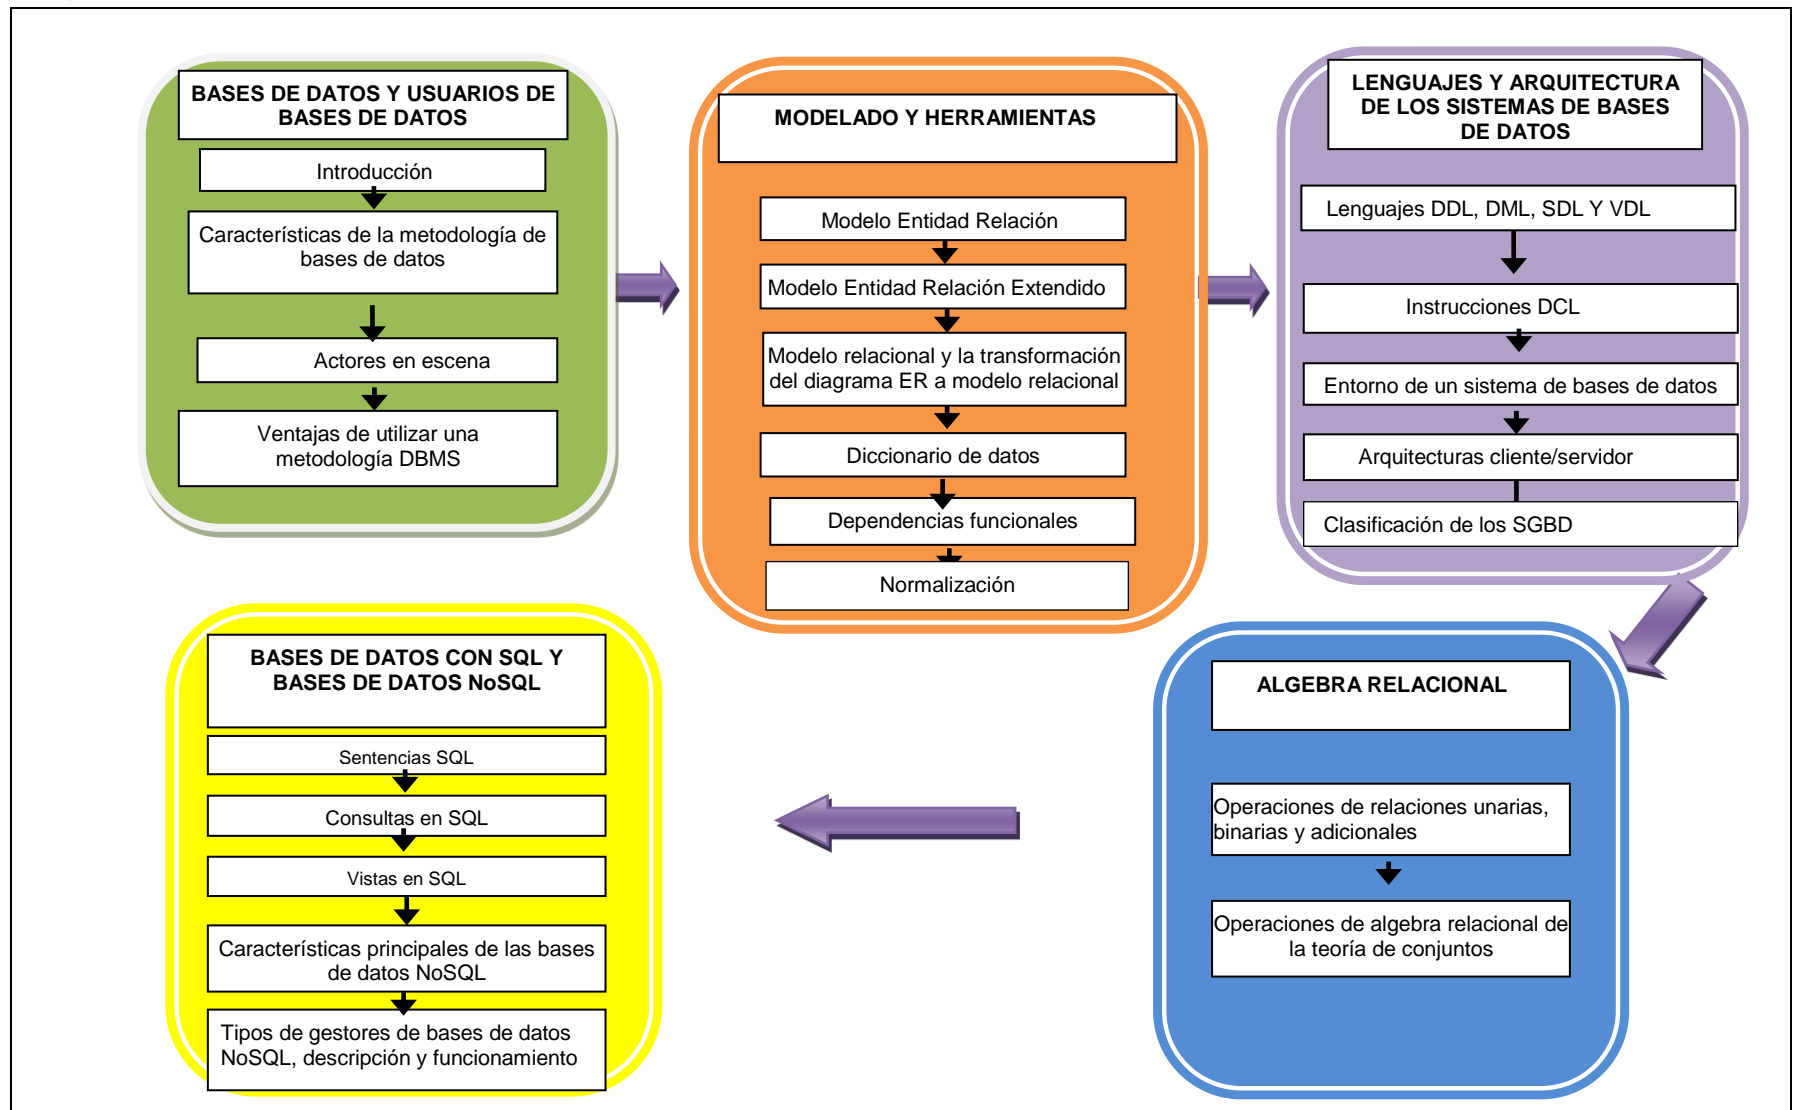 BASES DE DATOS Y USUARIOS DE
BASES DE DATOS
Introducción
Características de la metodología de
bases de datos
Actores en escena
Ventajas de utilizar una
metodología DBMS
MODELADO Y HERRAMIENTAS
Modelo Entidad Relación
Modelo Entidad Relación Extendido
Modelo relacional y la transformación
del diagrama ER a modelo relacional
Diccionario de datos
Dependencias funcionales
Normalización
LENGUAJES Y ARQUITECTURA
DE LOS SISTEMAS DE BASES
DE DATOS
Lenguajes DDL, DML, SDL Y VDL
Instrucciones DCL
Entorno de un sistema de bases de datos
Arquitecturas cliente/servidor
Clasificación de los SGBD
ALGEBRA RELACIONAL
Operaciones de relaciones unarias,
binarias y adicionales
Operaciones de algebra relacional de
la teoría de conjuntos
BASES DE DATOS CON SQL Y
BASES DE DATOS NoSQL
Sentencias SQL
Consultas en SQL
Vistas en SQL
Características principales de las bases
de datos NoSQL
Tipos de gestores de bases de datos
NoSQL, descripción y funcionamiento